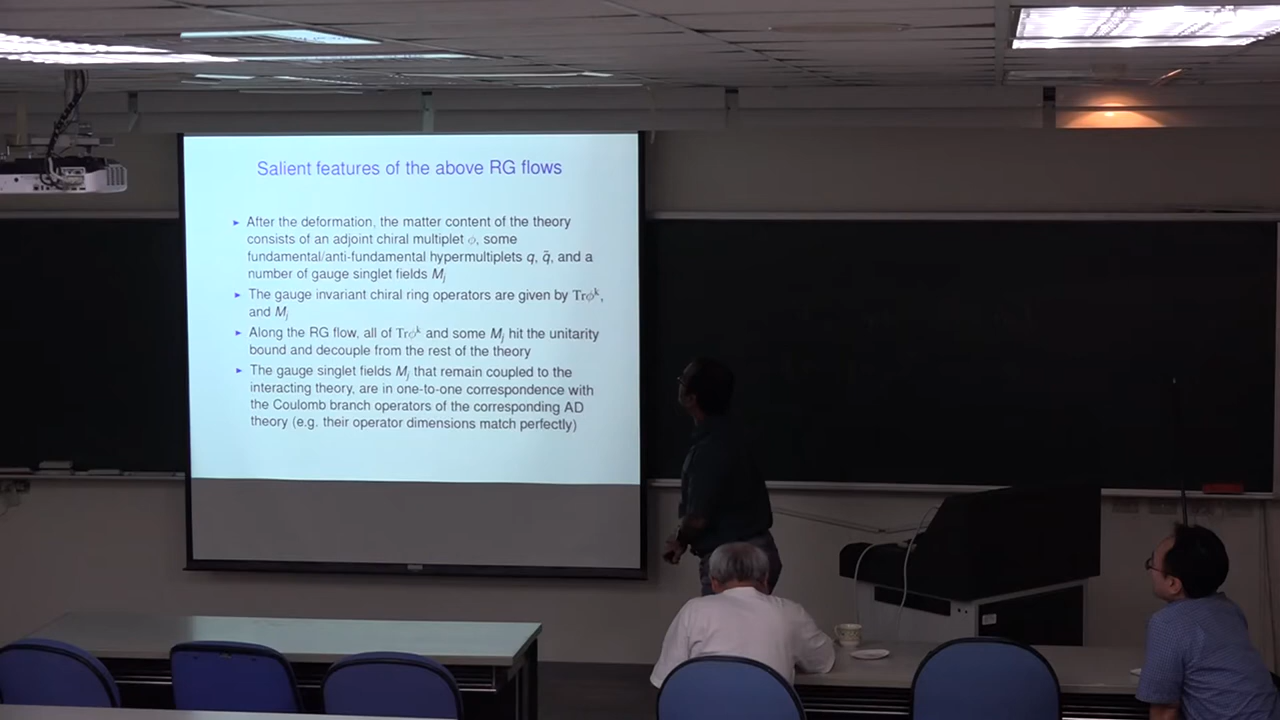 Salient features of the above RG flows
▸ After the deformation, the matter content of the theory
consists of an adjoint chiral multiplet ϕ, some
fundamental/anti-fundamental hypermultiplets q, q̃, and a
number of gauge singlet fields Mⱼ
▸ The gauge invariant chiral ring operators are given by Trϕᵏ,
and Mⱼ
▸ Along the RG flow, all of Trϕᵏ and some Mⱼ hit the unitarity
bound and decouple from the rest of the theory
▸ The gauge singlet fields Mⱼ that remain coupled to the
interacting theory, are in one-to-one correspondence with
the Coulomb branch operators of the corresponding AD
theory (e.g. their operator dimensions match perfectly)